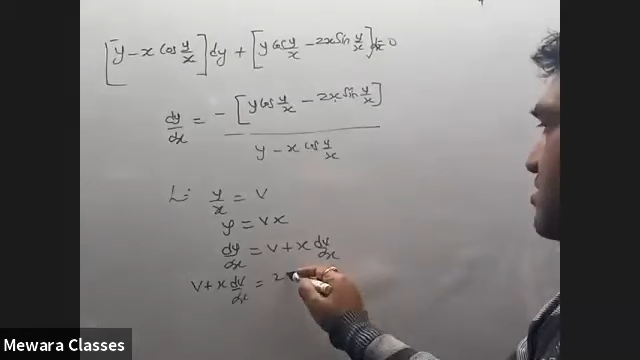 [y - x cos y/x] dy + [y cos y/x - 2x sin y/x] dx = 0
dy/dx = - [y cos y/x - 2x sin y/x] / y - x cos y/x
L: y/x = v
y = vx
dy/dx = v + x dv/dx
v + x dv/dx = 2
Mewara Classes